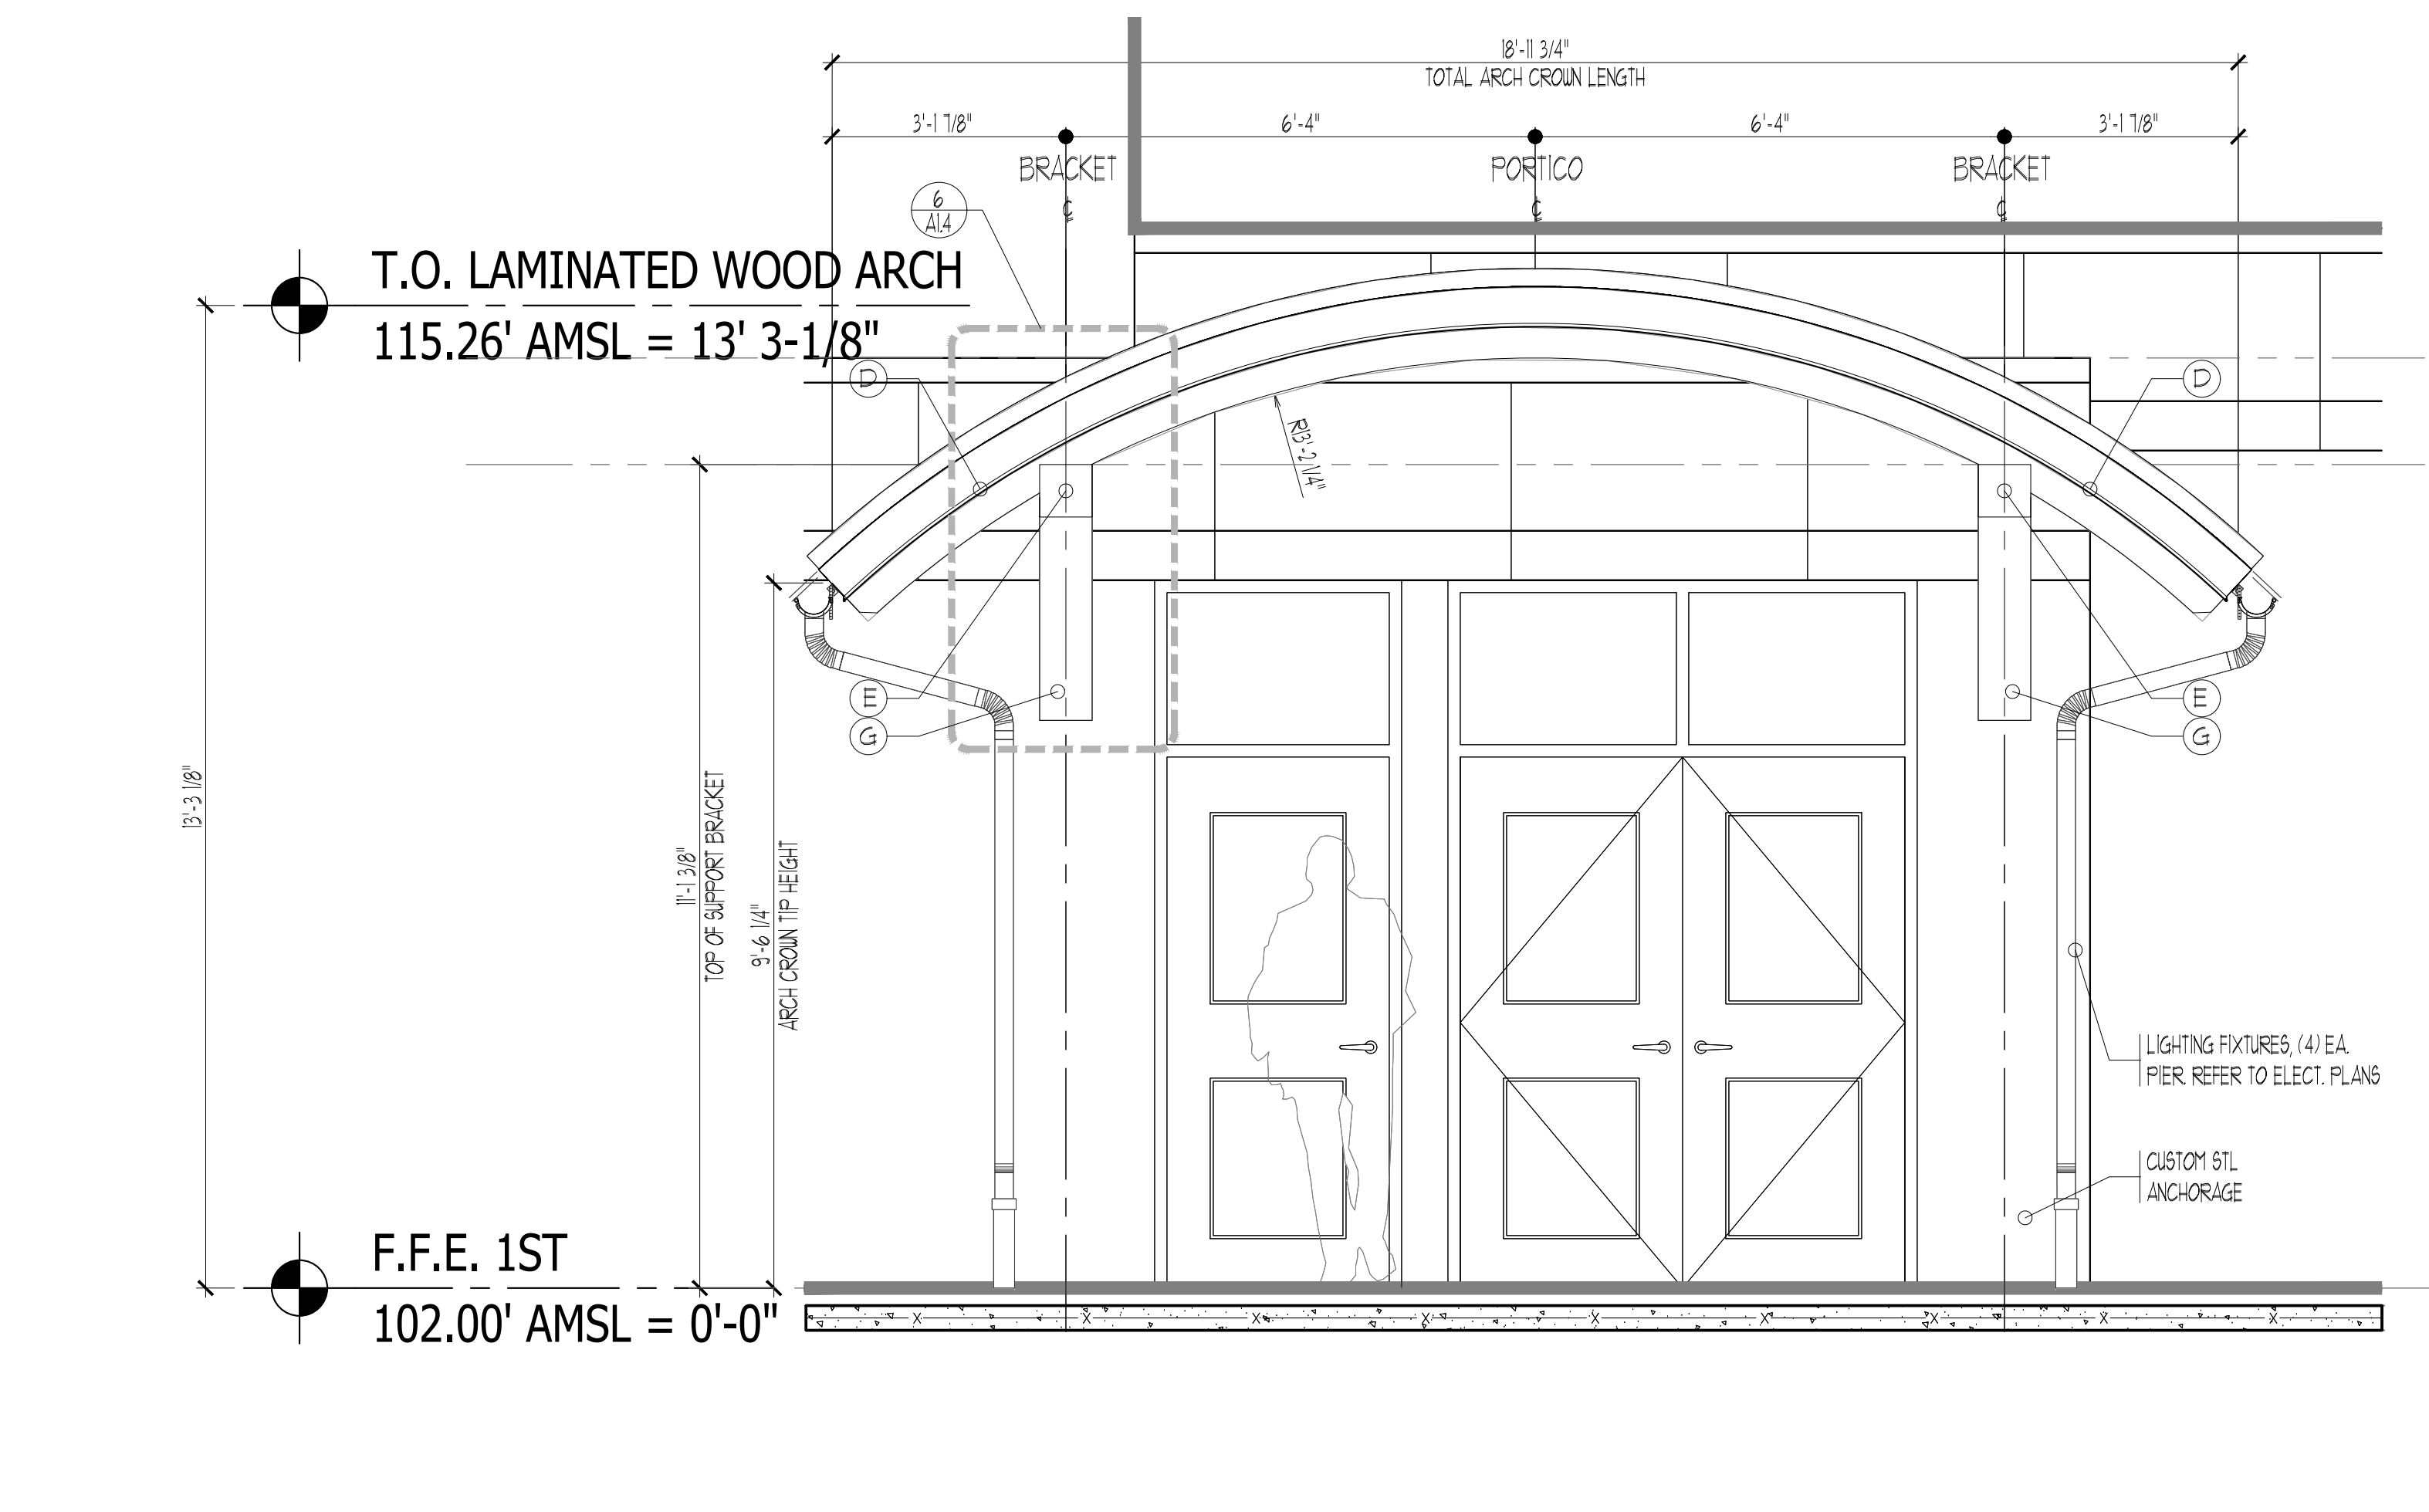 18'-11 3/4"
TOTAL ARCH CROWN LENGTH
3'-1 7/8"
6'-4"
6'-4"
3'-1 7/8"
BRACKET
PORTICO
BRACKET
℄
℄
℄
6
A1.4
T.O. LAMINATED WOOD ARCH
115.26' AMSL = 13' 3-1/8"
D
D
R13'-2 1/4"
E
G
E
G
13'-3 1/8"
11'-1 3/8"
TOP OF SUPPORT BRACKET
9'-6 1/4"
ARCH CROWN TIP HEIGHT
LIGHTING FIXTURES, (4) EA.
PIER. REFER TO ELECT. PLANS
CUSTOM STL
ANCHORAGE
F.F.E. 1ST
102.00' AMSL = 0'-0"